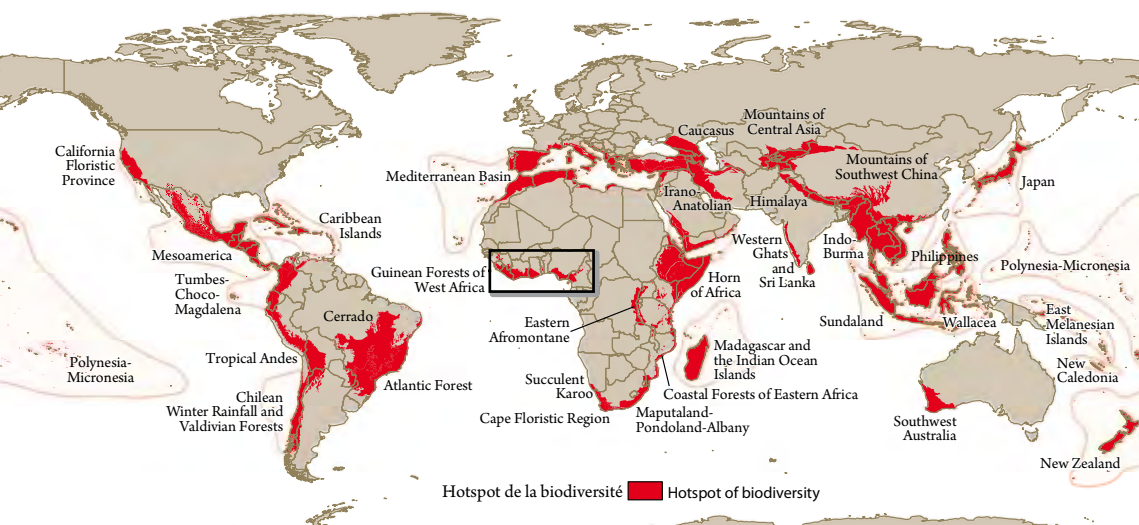 California
Floristic
Province
Mesoamerica
Caribbean
Islands
Tumbes-
Choco-
Magdalena
Cerrado
Tropical Andes
Atlantic Forest
Chilean
Winter Rainfall and
Valdivian Forests
Polynesia-
Micronesia
Mediterranean Basin
Caucasus
Mountains of
Central Asia
Mountains of
Southwest China
Irano-
Anatolian
Himalaya
Japan
Western
Ghats
and
Sri Lanka
Indo-
Burma
Philippines
Polynesia-Micronesia
Guinean Forests of
West Africa
Horn
of Africa
Eastern
Afromontane
Sundaland
Wallacea
East
Melanesian
Islands
New
Caledonia
Madagascar and
the Indian Ocean
Islands
Coastal Forests of Eastern Africa
Succulent
Karoo
Cape Floristic Region
Maputaland-
Pondoland-Albany
Southwest
Australia
New Zealand
Hotspot de la biodiversité
Hotspot of biodiversity